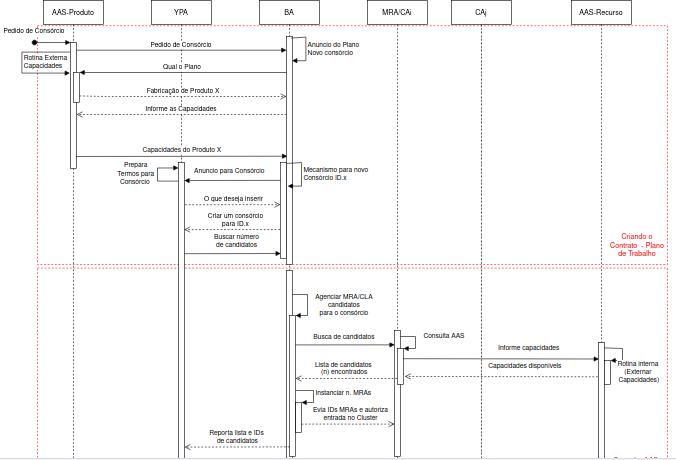 AAS-Produto
YPA
BA
MRA/CAi
CAj
AAS-Recurso
Pedido de Consórcio
Pedido de Consórcio
Anuncio do Plano
Novo consórcio
Rotina Externa
Capacidades
Qual o Plano
Fabricação de Produto X
Informe as Capacidades
Capacidades do Produto X
Prepara
Termos para
Consórcio
Anuncio para Consórcio
Mecanismo para novo
Consórcio ID.x
O que deseja inserir
Criar um consórcio
para ID.x
Buscar número
de candidatos
Criando o
Contrato - Plano
de Trabalho
Agenciar MRA/CLA
candidatos
para o consórcio
Busca de candidatos
Consulta AAS
Informe capacidades
Lista de candidatos
(n) encontrados
Capacidades disponíveis
Rotina interna
(Externar
Capacidades)
Instanciar n. MRAs
Evia IDs MRAs e autoriza
entrada no Cluster
Reporta lista e IDs
de candidatos